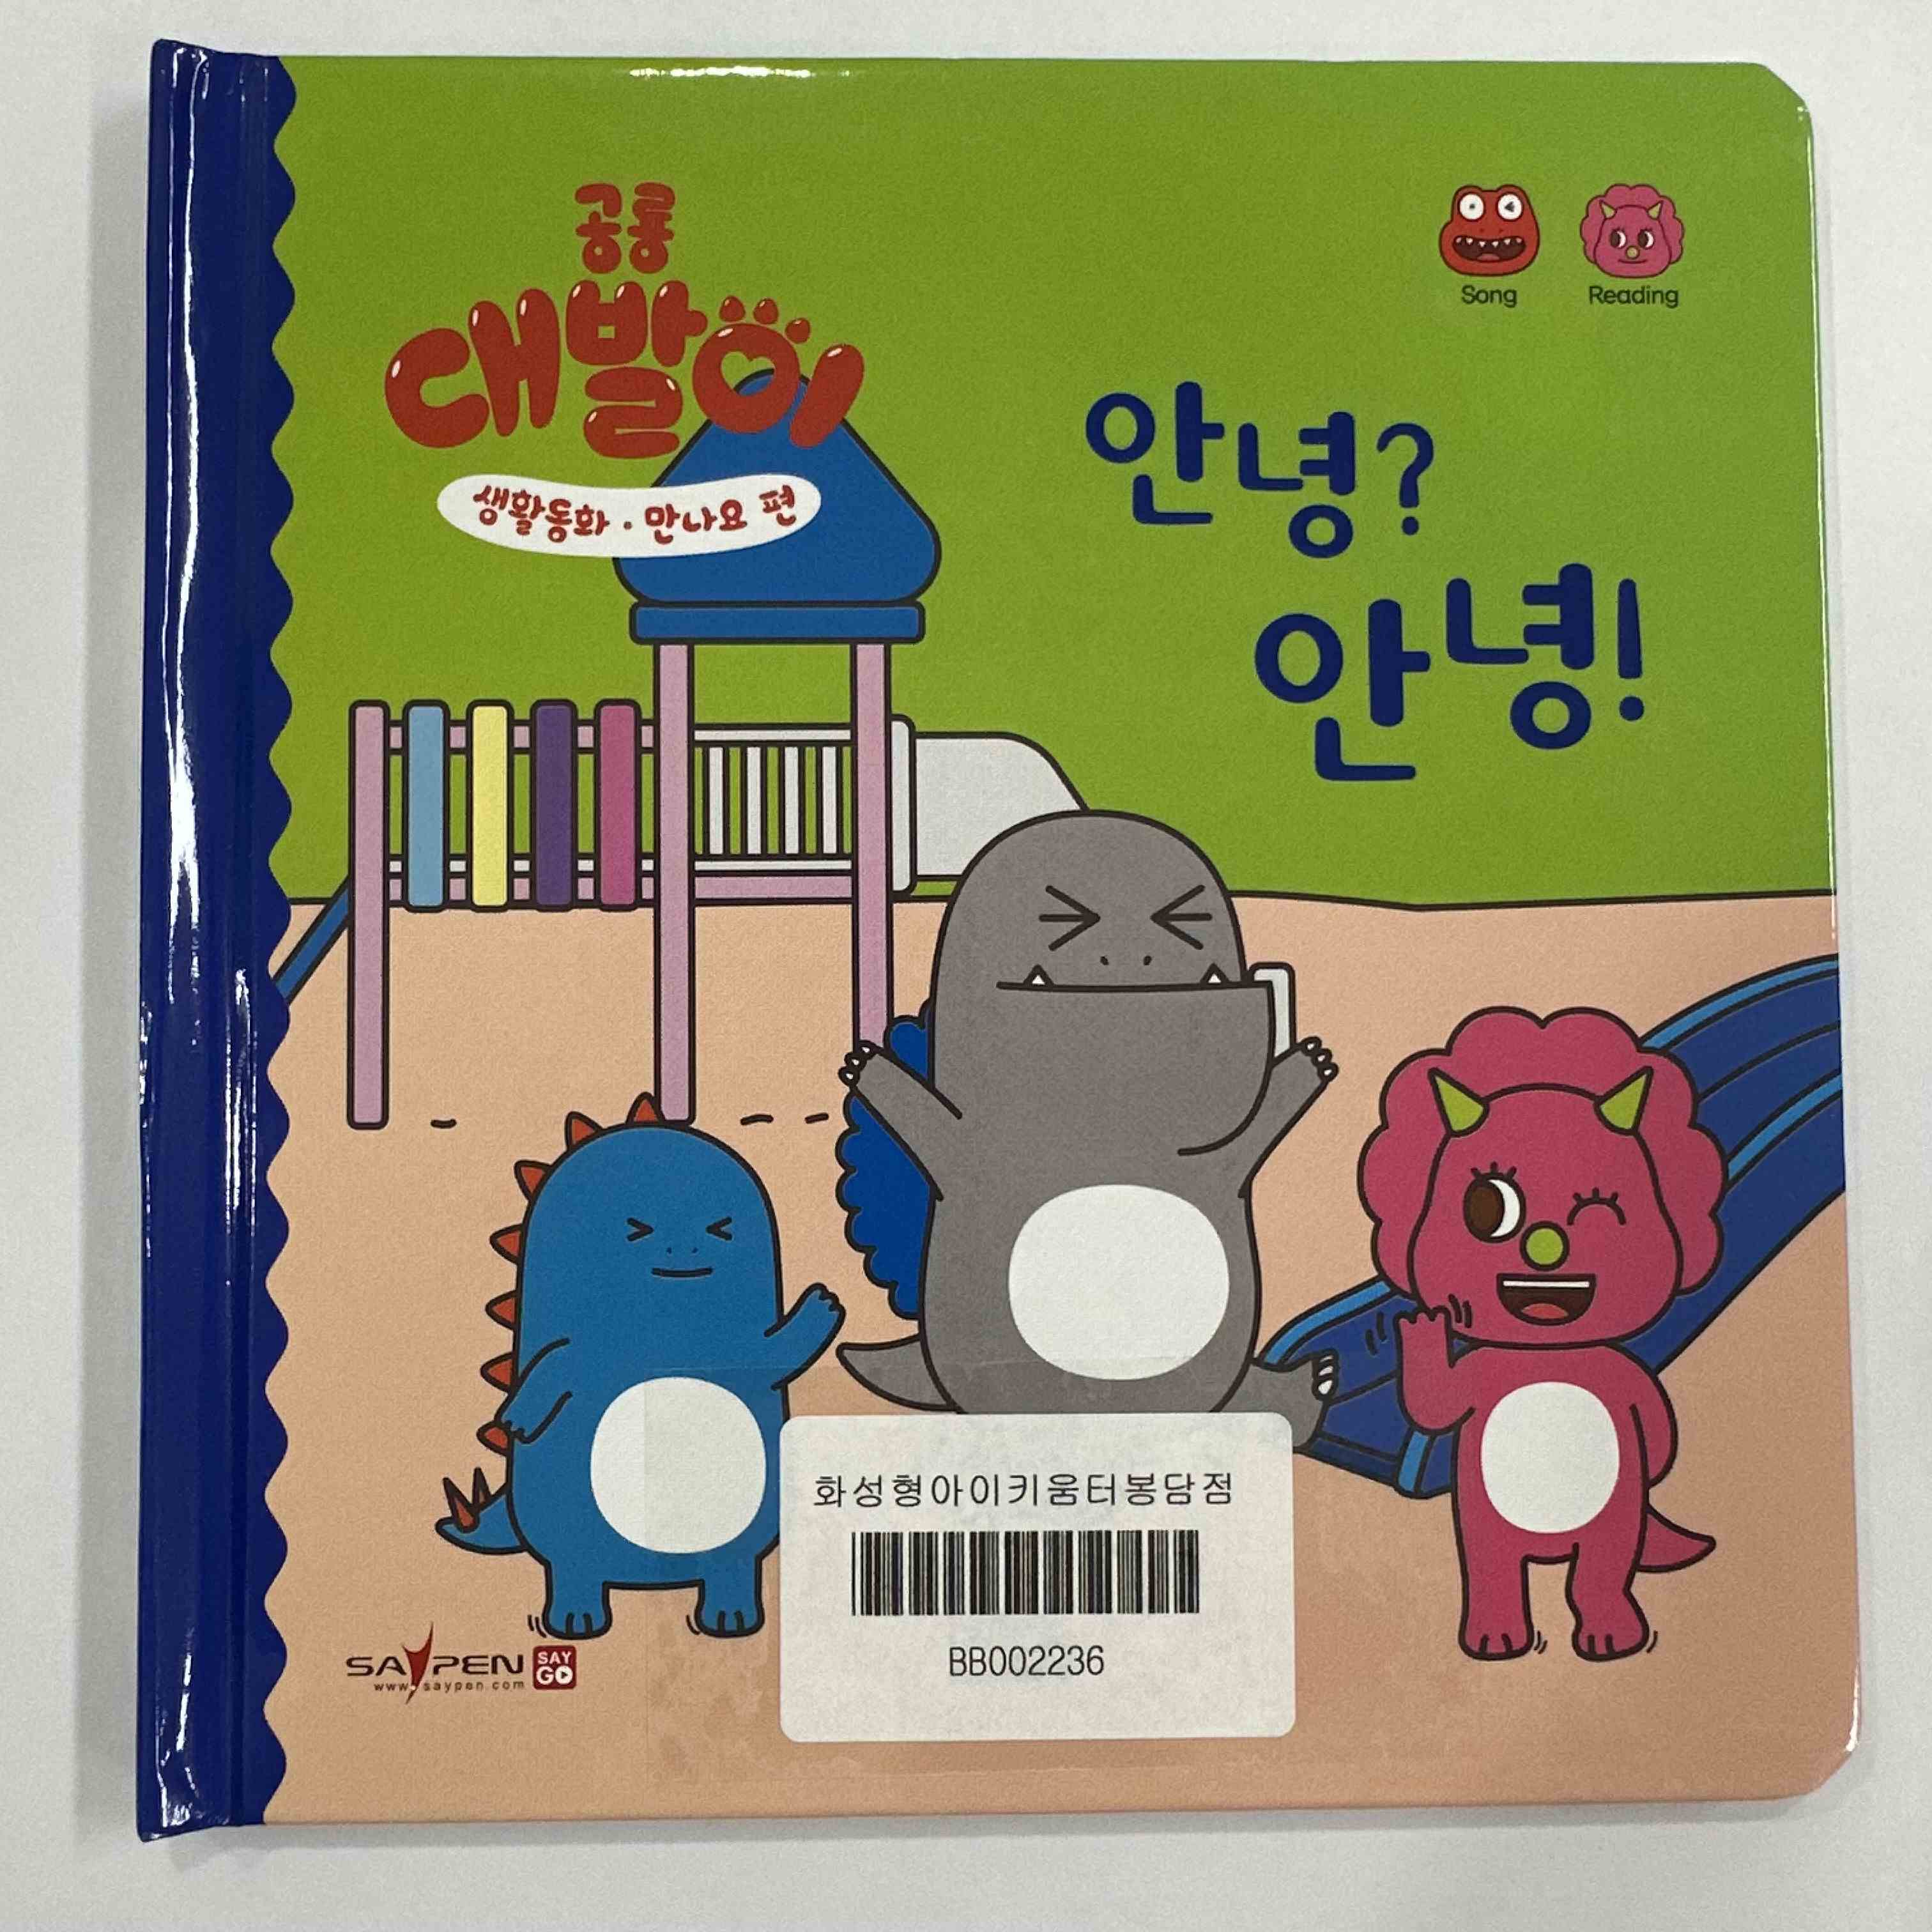 공룡
대발이
생활동화 · 만나요 편
Song
Reading
안녕?
안녕!
화성형아이키움터봉담점
BB002236
SAYPEN
www.saypen.com
SAY
GO